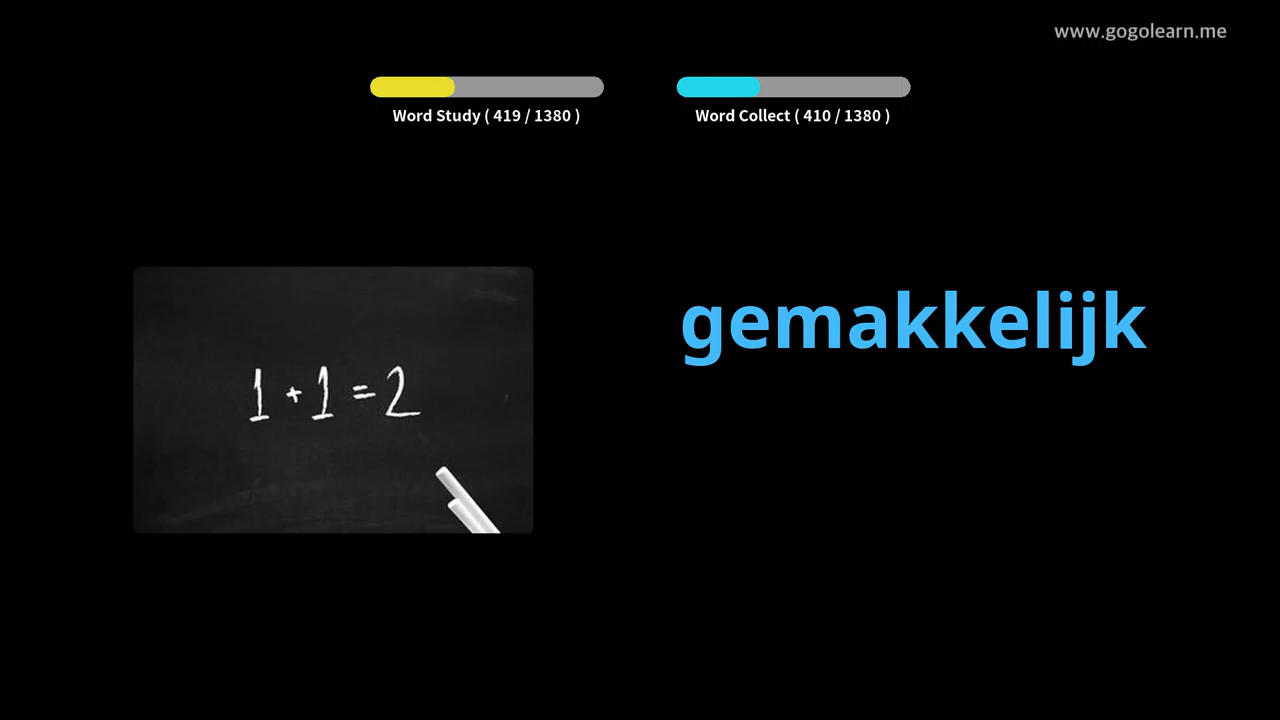 www.gogolearn.me
Word Study ( 419 / 1380 )
Word Collect ( 410 / 1380 )
gemakkelijk
1 + 1 = 2